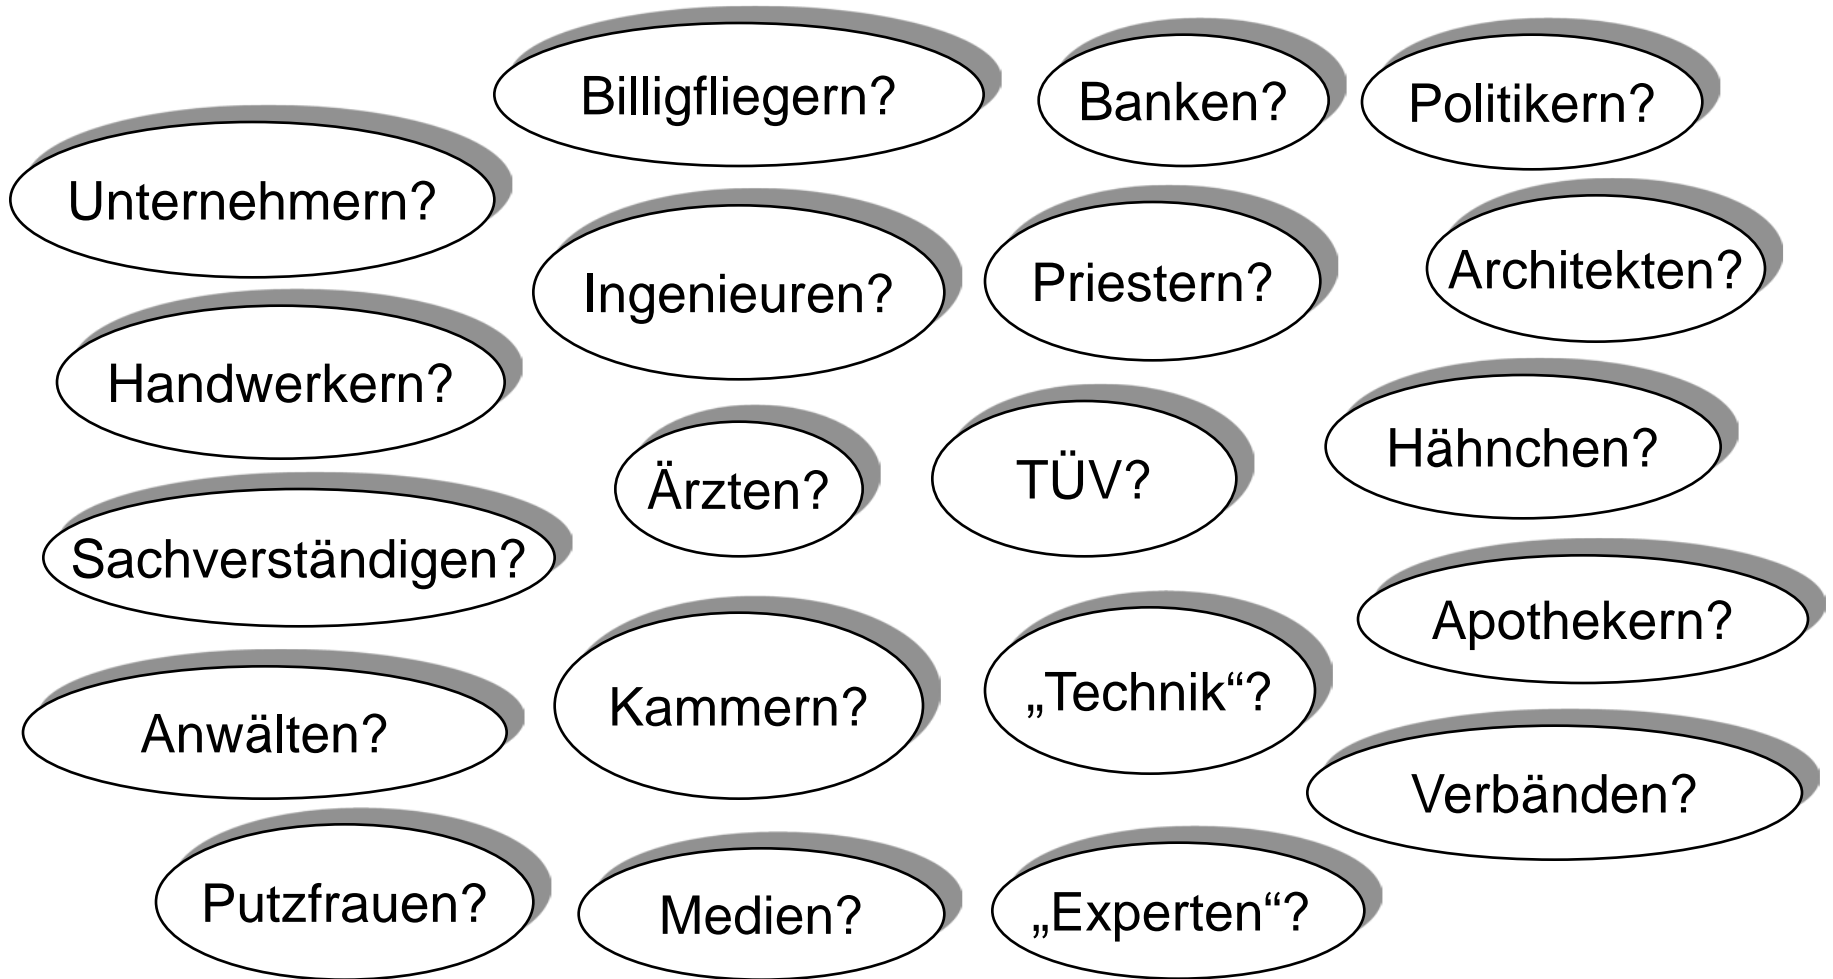 Billigfliegern?
Banken?
Politikern?
Unternehmern?
Ingenieuren?
Priestern?
Architekten?
Handwerkern?
Ärzten?
TÜV?
Hähnchen?
Sachverständigen?
Apothekern?
Kammern?
„Technik“?
Anwälten?
Verbänden?
Putzfrauen?
Medien?
„Experten“?